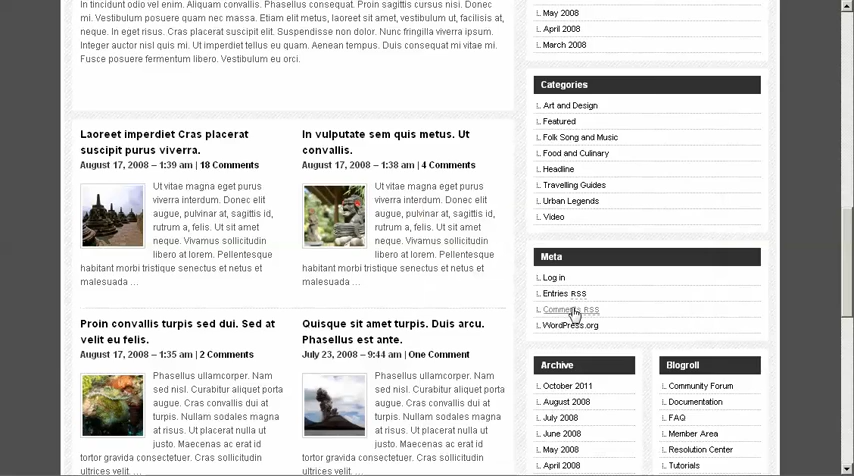 In tincidunt odio vel enim. Aliquam erat. Phasellus consequat. Proin sagittis cursus nisi. Donec
mi. Vestibulum posuere quam nec massa. Etiam elit metus, laoreet sit amet, vestibulum ut, facilisis at,
neque. In eget risus. Cras placerat suscipit elit. Suspendisse non dolor. Nunc fringilla viverra ipsum.
Integer auctor nisl quis mi. Ut imperdiet tellus eu quam. Aenean tempus. Duis consequat mi vitae mi.
Fusce posuere fermentum libero. Vestibulum eu orci.
Laoreet imperdiet Cras placerat
suscipit purus viverra.
August 17, 2008 – 1:39 am | 18 Comments
Ut vitae magna eget purus
viverra interdum. Donec elit
augue, pulvinar at, sagittis id,
rutrum a, felis. Ut sit amet
neque. Vivamus sollicitudin
lorem. Pellentesque
habitant morbi tristique senectus et netus et
malesuada ...
In vulputate sem quis metus. Ut
convallis.
August 17, 2008 – 1:38 am | 4 Comments
Ut vitae magna eget purus
viverra interdum. Donec elit
augue, pulvinar at, sagittis id,
rutrum a, felis. Ut sit amet
neque. Vivamus sollicitudin
libero at lorem. Pellentesque
habitant morbi tristique senectus et netus et
malesuada ...
Proin convallis turpis sed dui. Sed at
velit eu felis.
August 17, 2008 – 1:35 am | 2 Comments
Phasellus ullamcorper. Nam
sed nisl. Curabitur aliquet porta
augue. Cras convallis dui at
turpis. Nullam sodales magna
at risus. Ut placerat nulla ut
justo. Maecenas ac erat id
tortor gravida consectetuer. Etiam bibendum
ultrices velit ...
Quisque sit amet turpis. Duis arcu.
Phasellus est ante.
July 23, 2008 – 9:44 am | One Comment
Phasellus ullamcorper. Nam
sed nisl. Curabitur aliquet porta
augue. Cras convallis dui at
turpis. Nullam sodales magna
at risus. Ut placerat nulla ut
justo. Maecenas ac erat id
tortor gravida consectetuer. Etiam bibendum
ultrices velit ...
May 2008
April 2008
March 2008
Categories
Art and Design
Featured
Folk Song and Music
Food and Culinary
Headline
Travelling Guides
Urban Legends
Video
Meta
Log in
Entries RSS
Comments RSS
WordPress.org
Archive
October 2011
August 2008
July 2008
June 2008
May 2008
April 2008
Blogroll
Community Forum
Documentation
FAQ
Member Area
Resolution Center
Tutorials